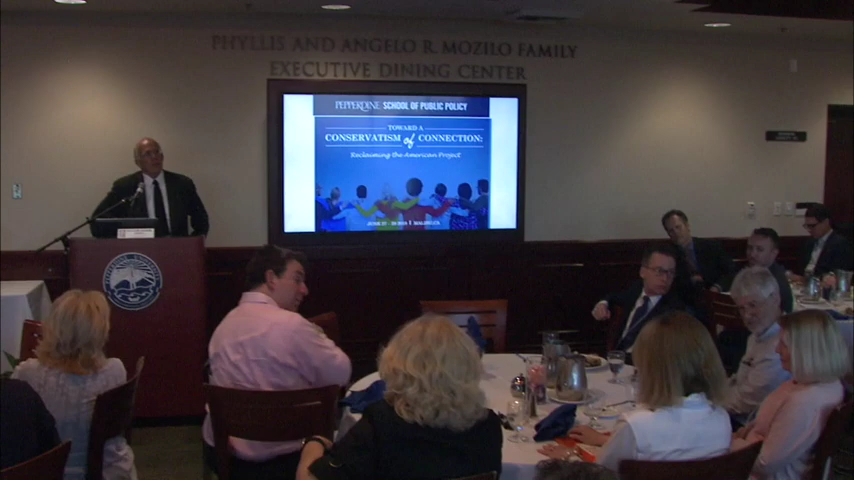 PHYLLIS AND ANGELO R. MOZILO FAMILY
EXECUTIVE DINING CENTER
PEPPERDINE SCHOOL OF PUBLIC POLICY
TOWARD A
CONSERVATISM of CONNECTION:
Reclaiming the American Project